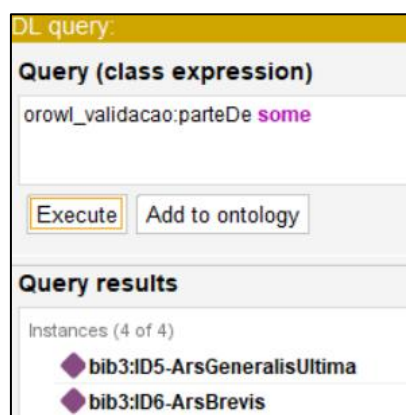 DL query:
Query (class expression)
orowl_validacao:parteDe some
Execute Add to ontology
Query results
Instances (4 of 4)
bib3:ID5-ArsGeneralisUltima
bib3:ID6-ArsBrevis